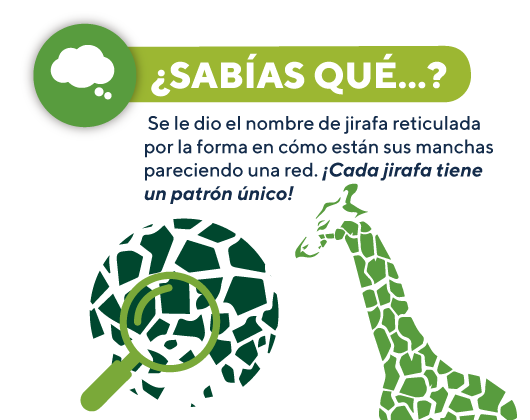 ¿SABÍAS QUÉ...?
Se le dio el nombre de jirafa reticulada
por la forma en cómo están sus manchas
pareciendo una red. ¡Cada jirafa tiene
un patrón único!